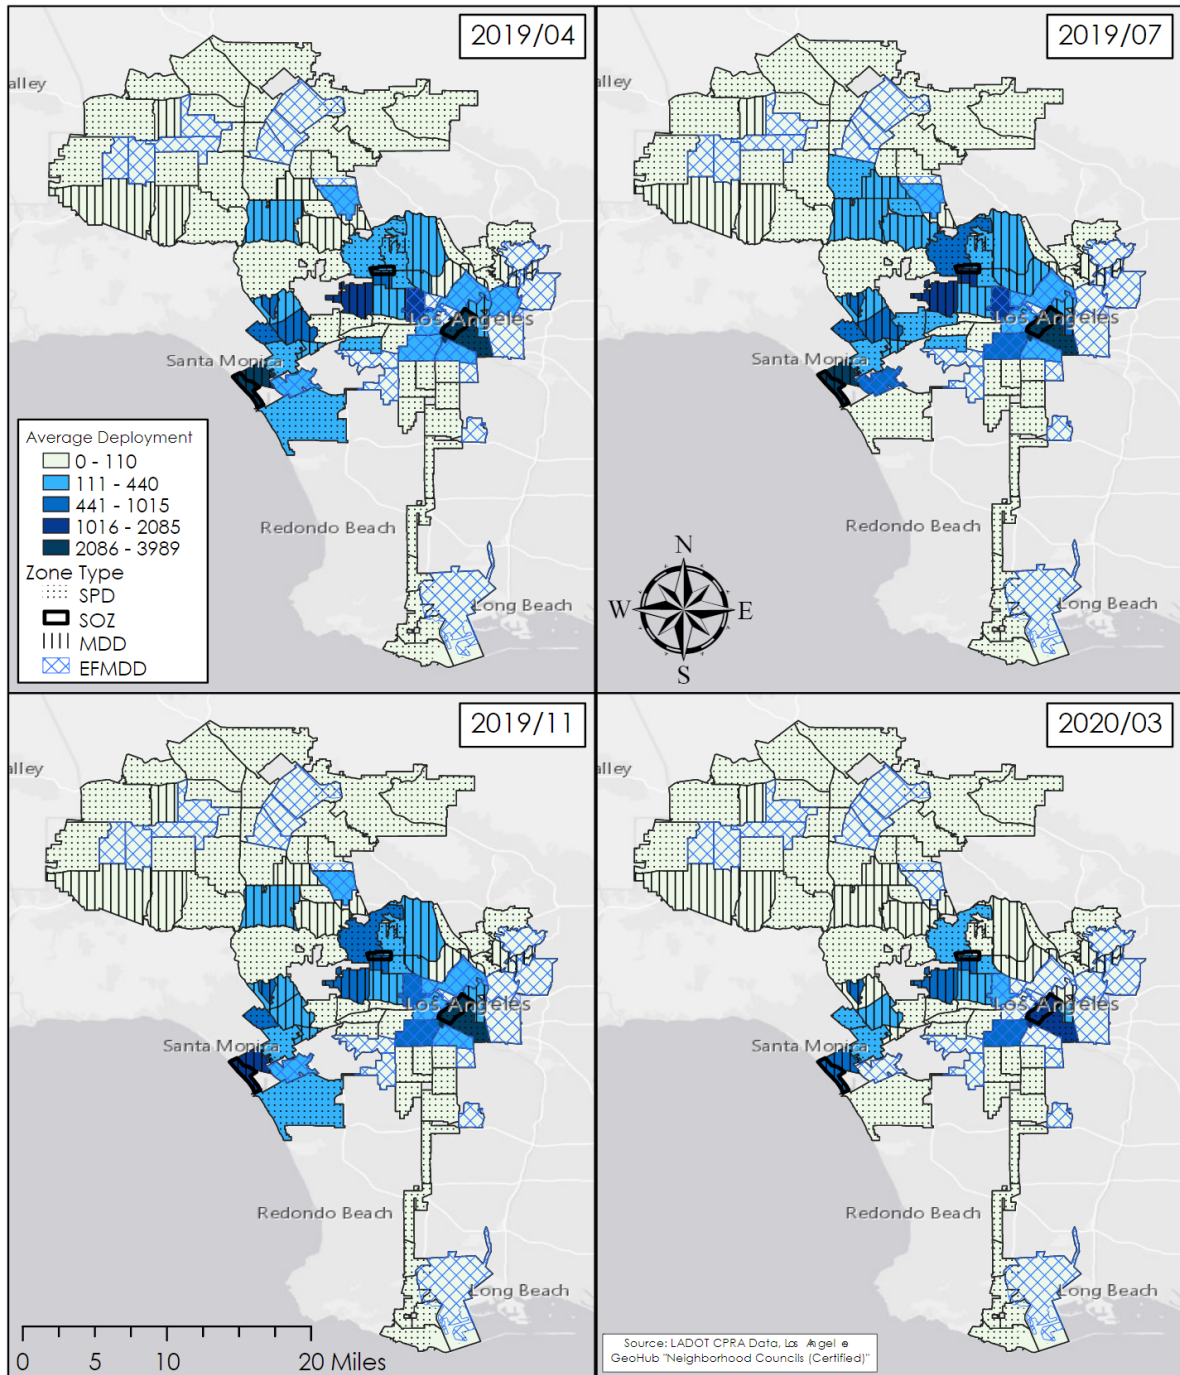 2019/04
alley
Santa Monica
Los Angeles
Redondo Beach
Long Beach
Average Deployment
0 - 110
111 - 440
441 - 1015
1016 - 2085
2086 - 3989
Zone Type
SPD
SOZ
MDD
EFMDD
2019/07
alley
Santa Monica
Los Angeles
Redondo Beach
Long Beach
N
W E
S
2019/11
alley
Santa Monica
Los Angeles
Redondo Beach
Long Beach
0 5 10 20 Miles
2020/03
alley
Santa Monica
Los Angeles
Redondo Beach
Long Beach
Source: LADOT CPRA Data, Los Angel e
GeoHub "Neighborhood Councils (Certified)"